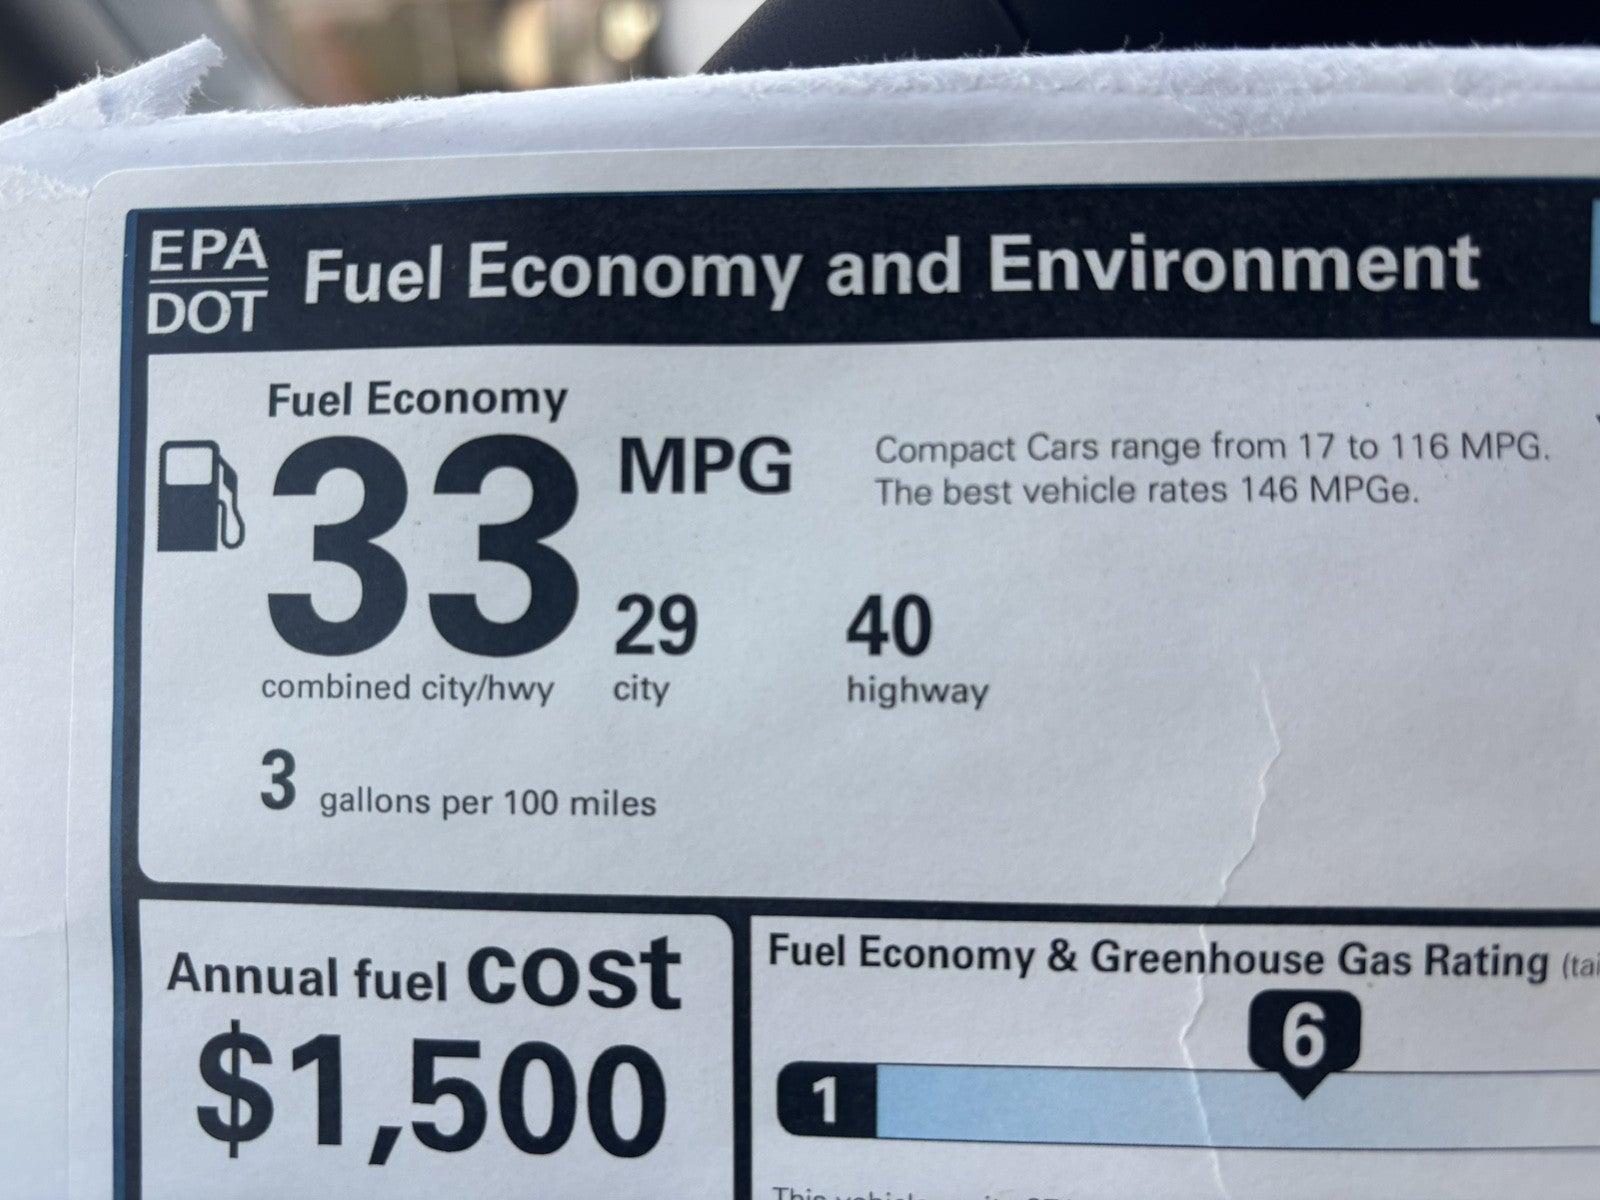 EPA
DOT
Fuel Economy and Environment
Fuel Economy
33 MPG
Compact Cars range from 17 to 116 MPG.
The best vehicle rates 146 MPGe.
29
40
combined city/hwy
city
highway
3 gallons per 100 miles
Annual fuel cost
$1,500
Fuel Economy & Greenhouse Gas Rating
6
1
This